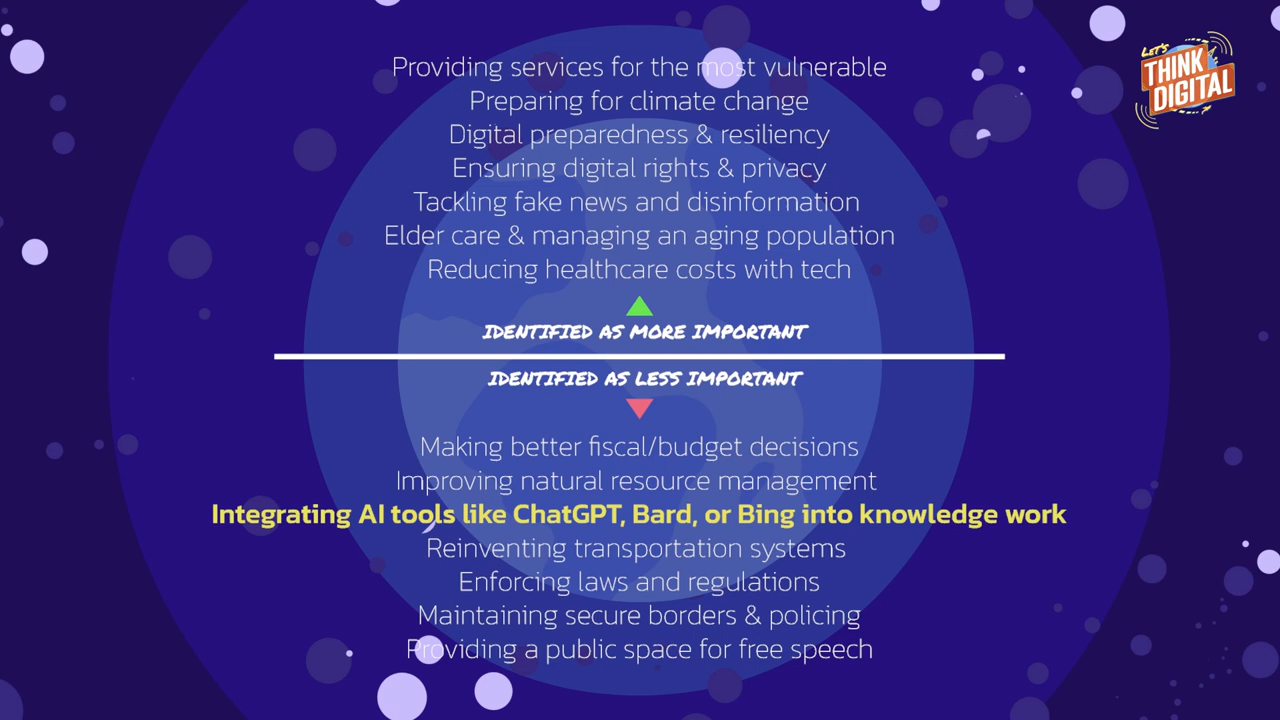 LET'S
THINK
DIGITAL
Providing services for the most vulnerable
Preparing for climate change
Digital preparedness & resiliency
Ensuring digital rights & privacy
Tackling fake news and disinformation
Elder care & managing an aging population
Reducing healthcare costs with tech
IDENTIFIED AS MORE IMPORTANT
IDENTIFIED AS LESS IMPORTANT
Making better fiscal/budget decisions
Improving natural resource management
Integrating AI tools like ChatGPT, Bard, or Bing into knowledge work
Reinventing transportation systems
Enforcing laws and regulations
Maintaining secure borders & policing
Providing a public space for free speech